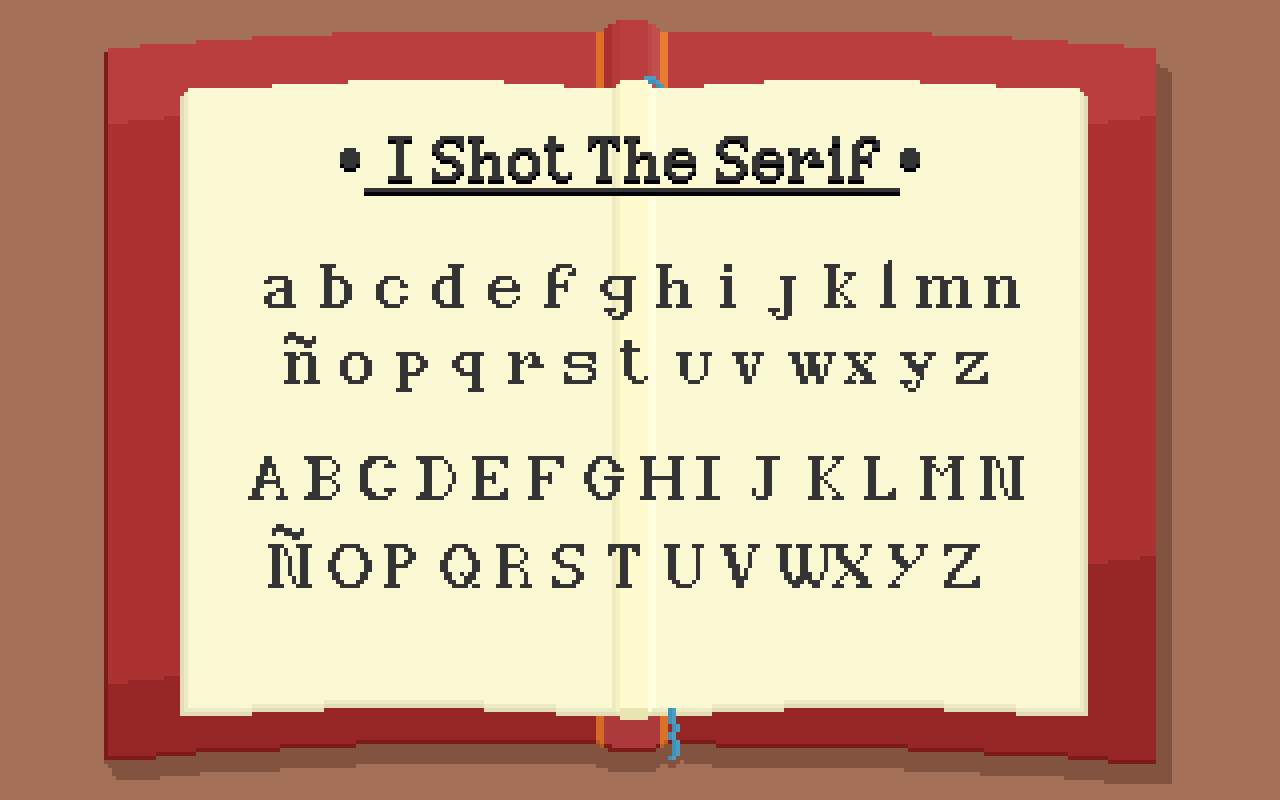 • I Shot The Serif •
a b c d e f g h i j k l m n
ñ o p q r s t u v w x y z
A B C D E F G H I J K L M N
Ñ O P Q R S T U V W X Y Z